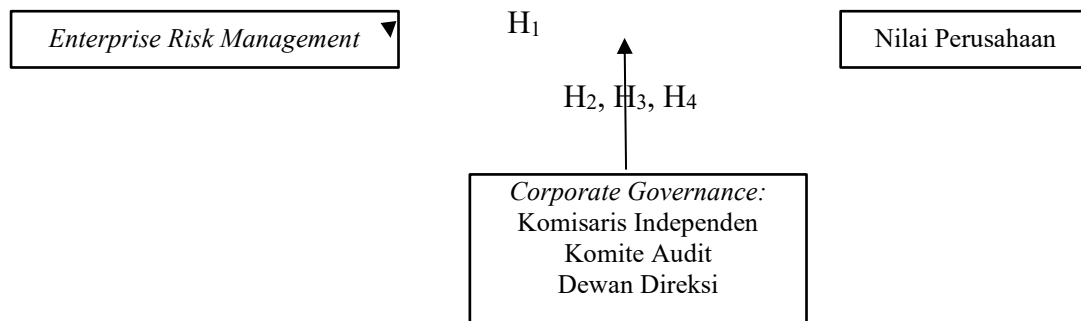 Enterprise Risk Management
H₁
Nilai Perusahaan
H₂, H₃, H₄
Corporate Governance:
Komisaris Independen
Komite Audit
Dewan Direksi